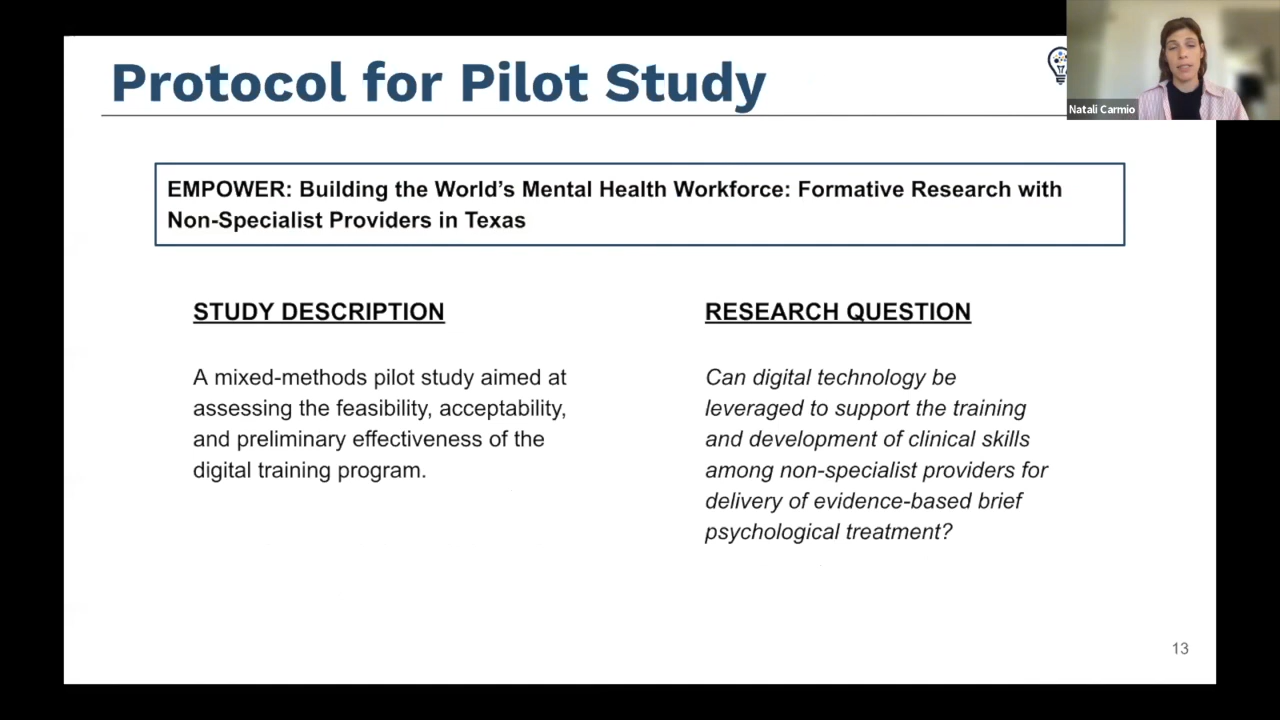 Protocol for Pilot Study
Natali Carmio
EMPOWER: Building the World’s Mental Health Workforce: Formative Research with
Non-Specialist Providers in Texas
STUDY DESCRIPTION
A mixed-methods pilot study aimed at
assessing the feasibility, acceptability,
and preliminary effectiveness of the
digital training program.
RESEARCH QUESTION
Can digital technology be
leveraged to support the training
and development of clinical skills
among non-specialist providers for
delivery of evidence-based brief
psychological treatment?
13